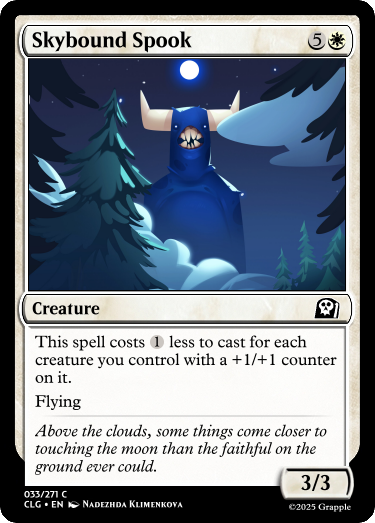 Skybound Spook 5
Creature
This spell costs 1 less to cast for each
creature you control with a +1/+1 counter
on it.
Flying
Above the clouds, some things come closer to
touching the moon than the faithful on the
ground ever could.
3/3
033/271 C
CLG • EN Nadezhda Klimenkova
©2025 Grapple